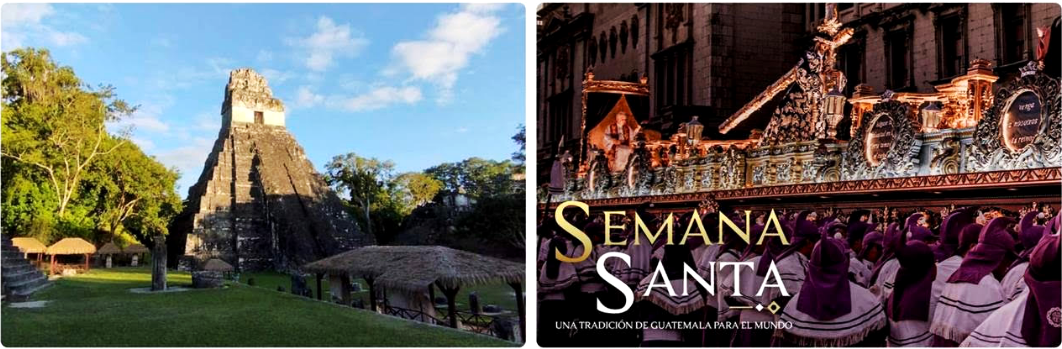 SEMANA
SANTA
UNA TRADICIÓN DE GUATEMALA PARA EL MUNDO